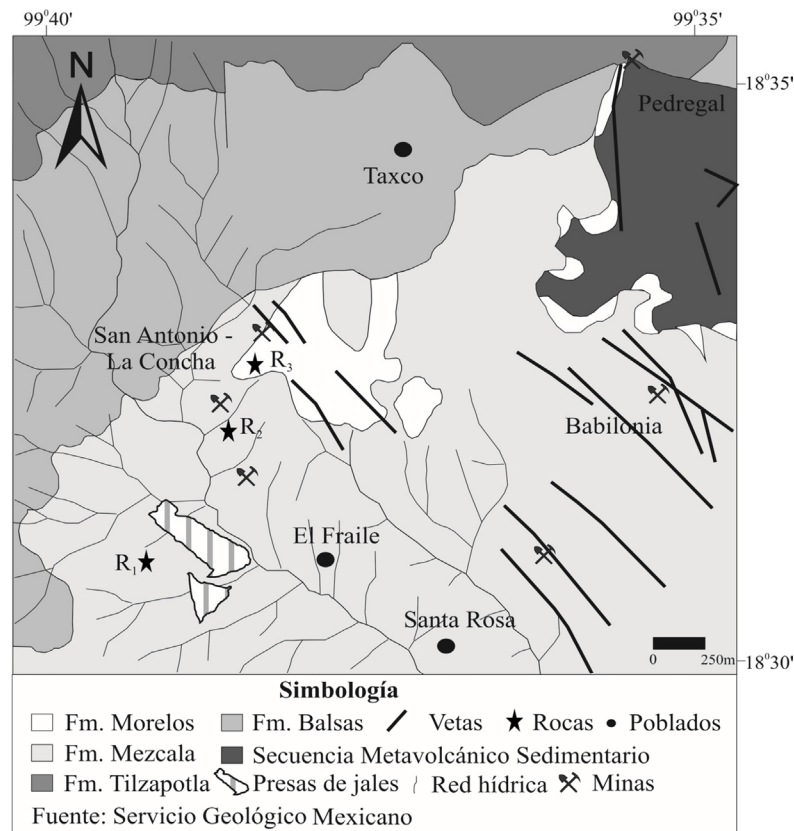 99°40' 99°35'
N
18°35'
Pedregal
Taxco
San Antonio -
La Concha
R3
R2
Babilonia
El Fraile
R1
Santa Rosa
0 250m
18°30'
Simbología
Fm. Morelos Fm. Balsas Vetas Rocas Poblados
Fm. Mezcala Secuencia Metavolcánico Sedimentario
Fm. Tilzapotla Presas de jales Red hídrica Minas
Fuente: Servicio Geológico Mexicano